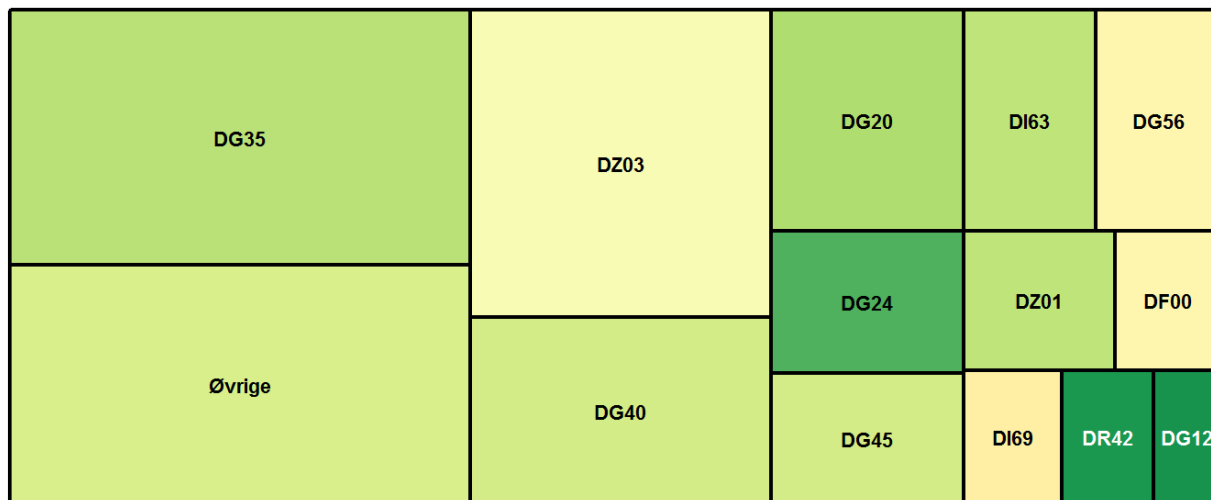 DG35
Øvrige
DZ03
DG40
DG20
DG24
DG45
DI63
DG56
DZ01
DF00
DI69
DR42
DG12